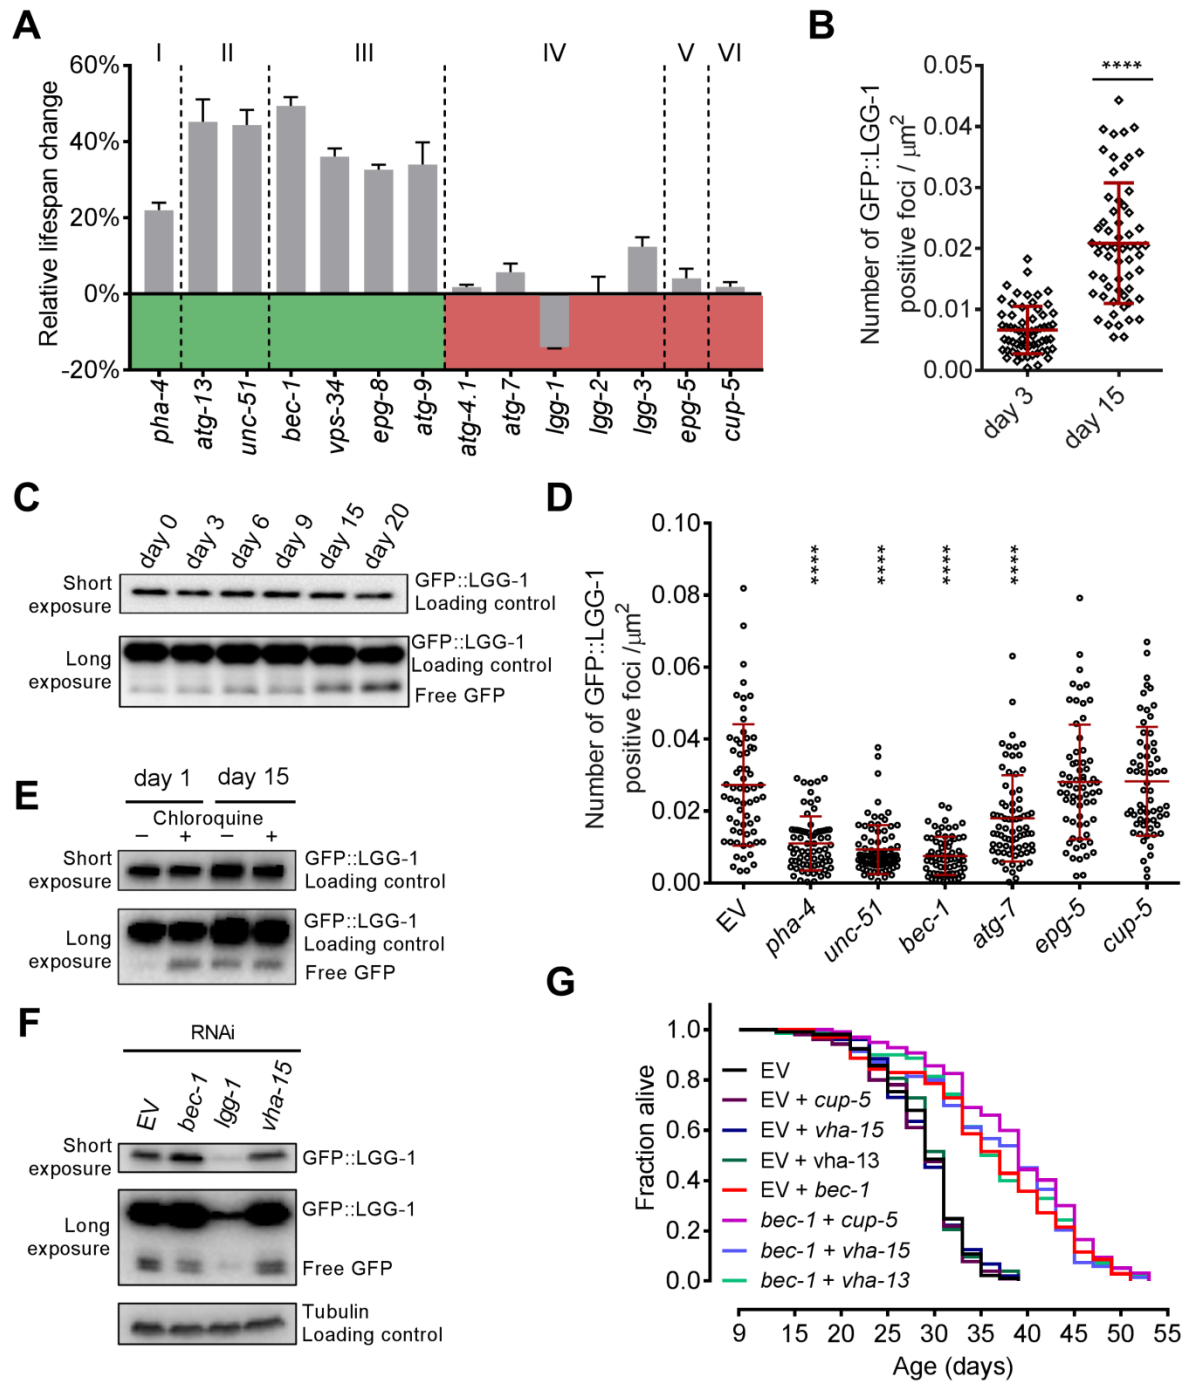 A
I II III IV V VI
60%
40%
20%
0%
-20%
Relative lifespan change
pha-4
atg-13
unc-51
bec-1
vps-34
epg-8
atg-9
atg-4.1
atg-7
lgg-1
lgg-2
lgg-3
epg-5
cup-5
B
****
0.05
0.04
0.03
0.02
0.01
0.00
Number of GFP::LGG-1
positive foci / µm2
day 3
day 15
C
day 0
day 3
day 6
day 9
day 15
day 20
Short
exposure
GFP::LGG-1
Loading control
Long
exposure
GFP::LGG-1
Loading control
Free GFP
D
**** **** **** ****
0.10
0.08
0.06
0.04
0.02
0.00
Number of GFP::LGG-1
positive foci /µm2
EV
pha-4
unc-51
bec-1
atg-7
epg-5
cup-5
E
day 1 day 15
Chloroquine
– + – +
Short
exposure
GFP::LGG-1
Loading control
Long
exposure
GFP::LGG-1
Loading control
Free GFP
F
RNAi
EV
bec-1
lgg-1
vha-15
Short
exposure
GFP::LGG-1
Long
exposure
GFP::LGG-1
Free GFP
Tubulin
Loading control
G
1.0
0.8
0.6
0.4
0.2
0.0
Fraction alive
EV
EV + cup-5
EV + vha-15
EV + vha-13
EV + bec-1
bec-1 + cup-5
bec-1 + vha-15
bec-1 + vha-13
9 15 20 25 30 35 40 45 50 55
Age (days)